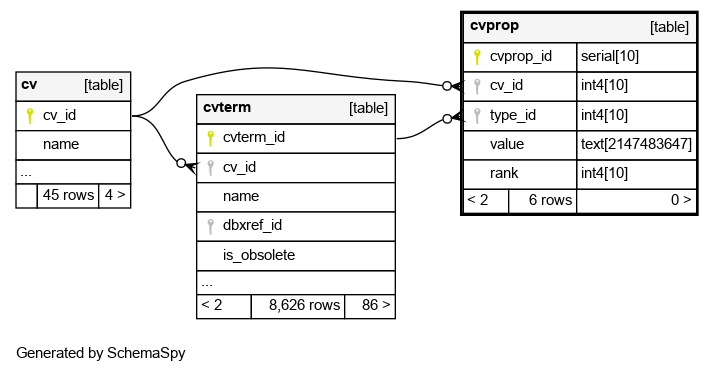 cv [table]
cv_id
name
...
45 rows 4 >
cvterm [table]
cvterm_id
cv_id
name
dbxref_id
is_obsolete
...
< 2 8,626 rows 86 >
cvprop [table]
cvprop_id serial[10]
cv_id int4[10]
type_id int4[10]
value text[2147483647]
rank int4[10]
< 2 6 rows 0 >
Generated by SchemaSpy